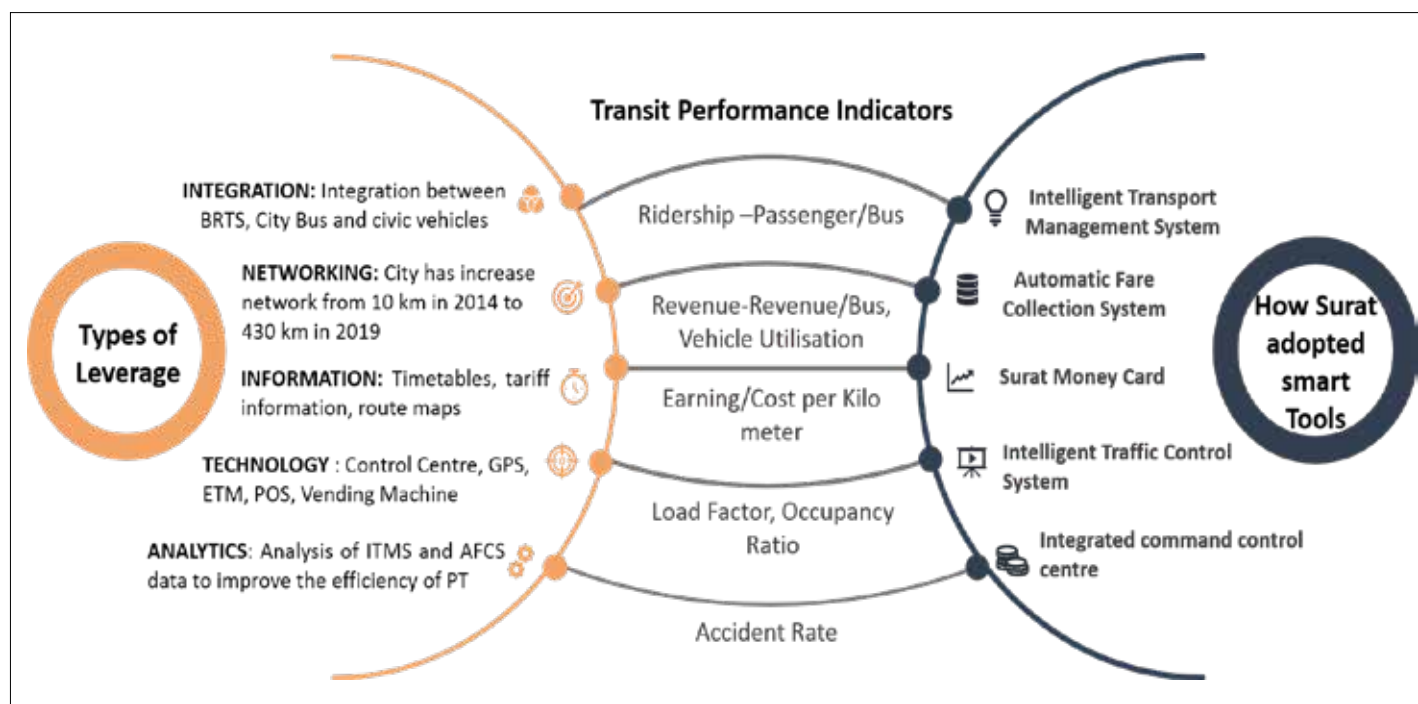 Transit Performance Indicators
Types of
Leverage
INTEGRATION: Integration between
BRTS, City Bus and civic vehicles
NETWORKING: City has increase
network from 10 km in 2014 to
430 km in 2019
INFORMATION: Timetables, tariff
information, route maps
TECHNOLOGY : Control Centre, GPS,
ETM, POS, Vending Machine
ANALYTICS: Analysis of ITMS and AFCS
data to improve the efficiency of PT
Ridership –Passenger/Bus
Revenue-Revenue/Bus,
Vehicle Utilisation
Earning/Cost per Kilo
meter
Load Factor, Occupancy
Ratio
Accident Rate
Intelligent Transport
Management System
Automatic Fare
Collection System
Surat Money Card
Intelligent Traffic Control
System
Integrated command control
centre
How Surat
adopted
smart
Tools